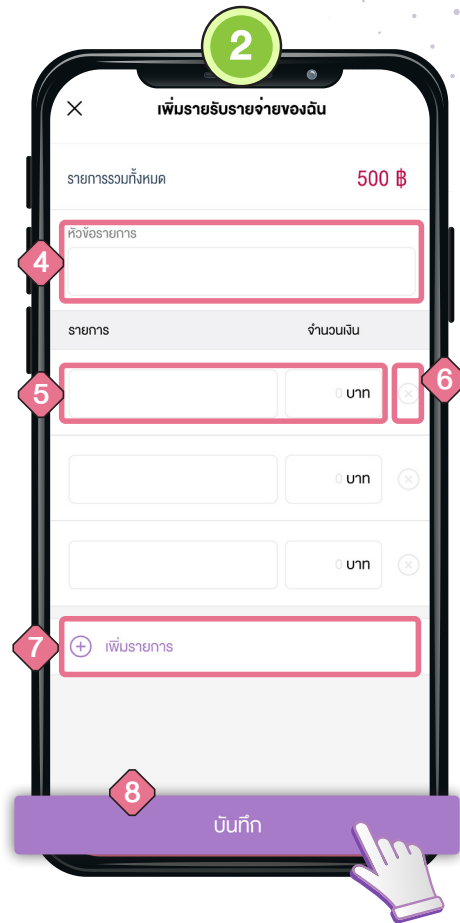 2
เพิ่มรายรับรายจ่ายของฉัน
รายการรวมทั้งหมด 500 ฿
หัวข้อรายการ
4
รายการ จำนวนเงิน
5 0 บาท 6
0 บาท
0 บาท
7 เพิ่มรายการ
8
บันทึก